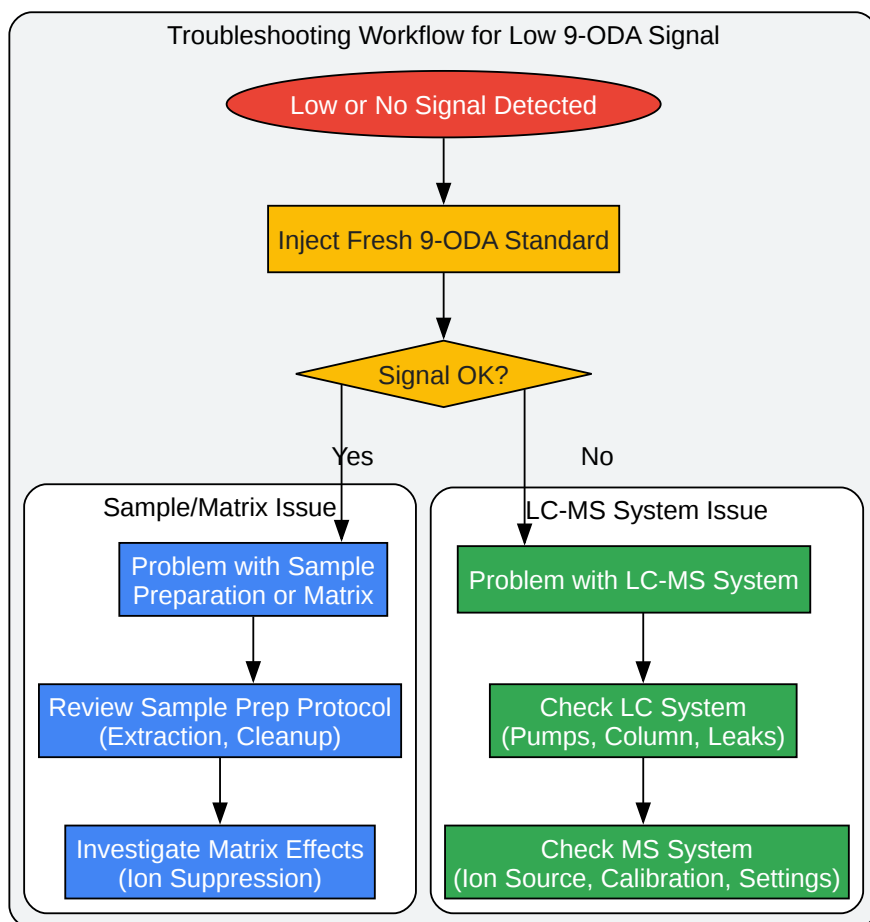 Troubleshooting Workflow for Low 9-ODA Signal
Low or No Signal Detected
Inject Fresh 9-ODA Standard
Signal OK?
Yes
No
Sample/Matrix Issue
Problem with Sample
Preparation or Matrix
Review Sample Prep Protocol
(Extraction, Cleanup)
Investigate Matrix Effects
(Ion Suppression)
LC-MS System Issue
Problem with LC-MS System
Check LC System
(Pumps, Column, Leaks)
Check MS System
(Ion Source, Calibration, Settings)